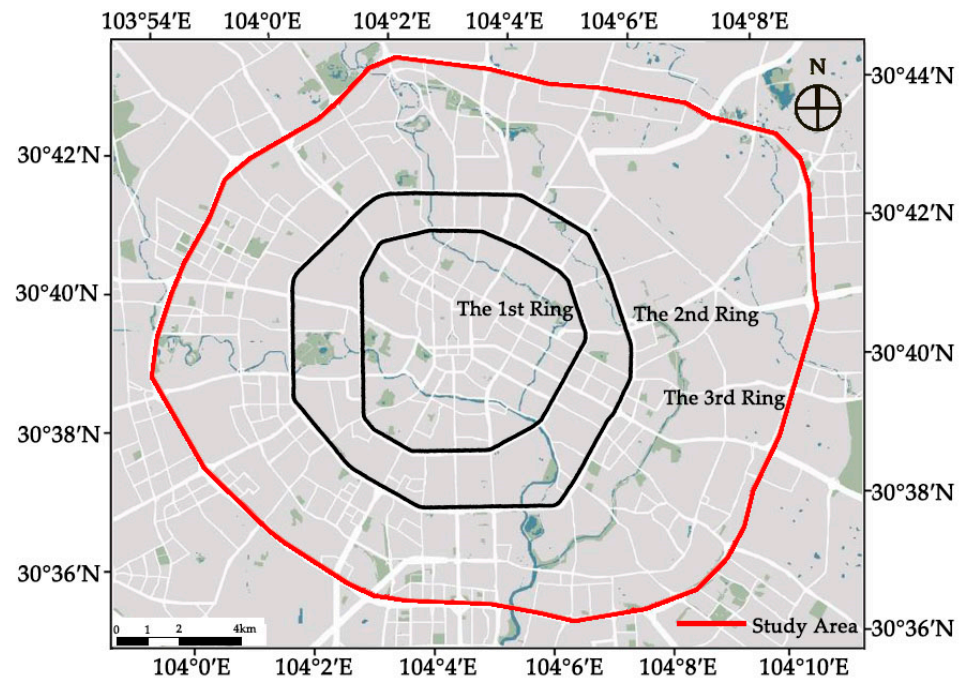 103°54′E 104°0′E 104°2′E 104°4′E 104°6′E 104°8′E
N
30°44′N
30°42′N
30°42′N
30°40′N
The 1st Ring
The 2nd Ring
30°40′N
The 3rd Ring
30°38′N
30°38′N
30°36′N
Study Area
30°36′N
0 1 2 4km
104°0′E 104°2′E 104°4′E 104°6′E 104°8′E 104°10′E